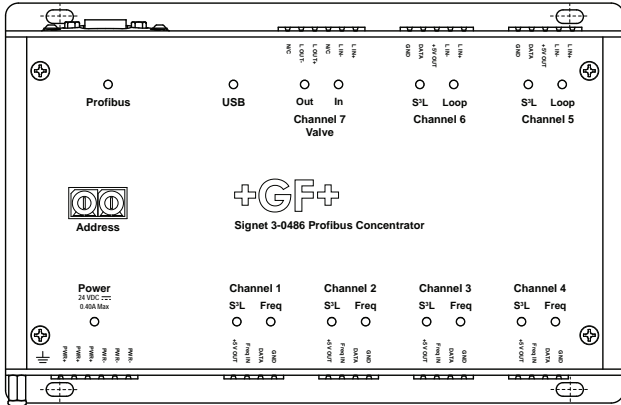 N/C L OUT- L OUT+ N/C L IN- L IN+
GND DATA +5V OUT L IN- L IN+
GND DATA +5V OUT L IN- L IN+
Profibus USB Out In S³L Loop S³L Loop
Channel 7 Channel 6 Channel 5
Valve
+GF+
Signet 3-0486 Profibus Concentrator
Address
Power Channel 1 Channel 2 Channel 3 Channel 4
24 VDC
0.40A Max
S³L Freq S³L Freq S³L Freq S³L Freq
PWR+ PWR+ PWR+ PWR- PWR- PWR-
+5 V OUT Freq IN DATA GND
+5 V OUT Freq IN DATA GND
+5 V OUT Freq IN DATA GND
+5 V OUT Freq IN DATA GND